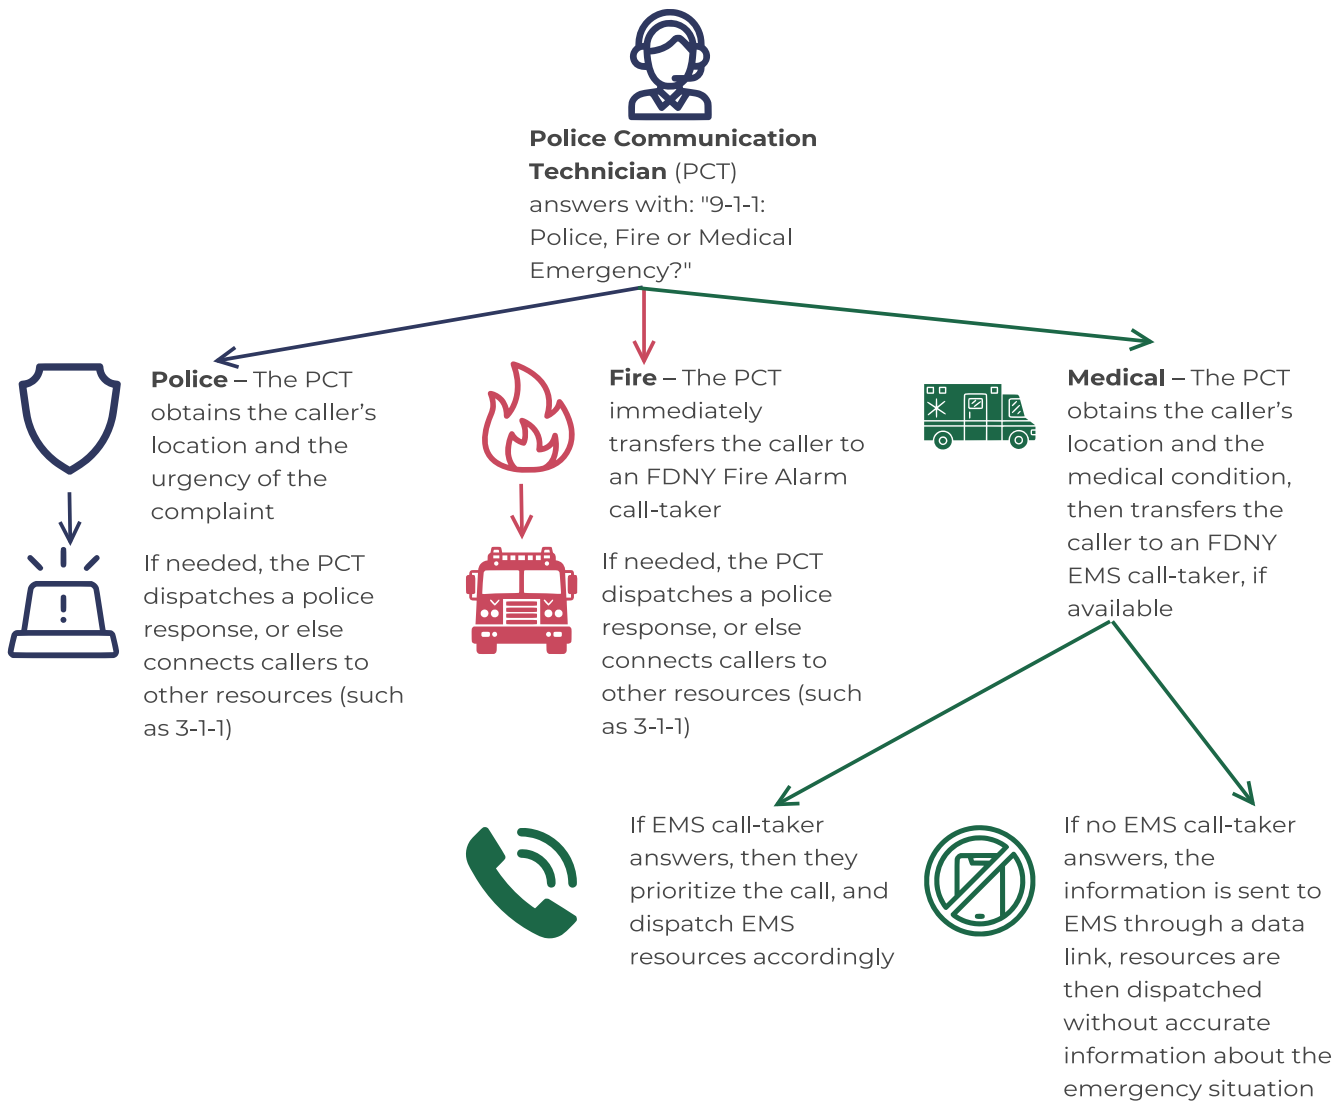 Police Communication
Technician (PCT)
answers with: "9-1-1:
Police, Fire or Medical
Emergency?"
Police – The PCT
obtains the caller’s
location and the
urgency of the
complaint
If needed, the PCT
dispatches a police
response, or else
connects callers to
other resources (such
as 3-1-1)
Fire – The PCT
immediately
transfers the caller to
an FDNY Fire Alarm
call-taker
If needed, the PCT
dispatches a police
response, or else
connects callers to
other resources (such
as 3-1-1)
Medical – The PCT
obtains the caller’s
location and the
medical condition,
then transfers the
caller to an FDNY
EMS call-taker, if
available
If EMS call-taker
answers, then they
prioritize the call, and
dispatch EMS
resources accordingly
If no EMS call-taker
answers, the
information is sent to
EMS through a data
link, resources are
then dispatched
without accurate
information about the
emergency situation